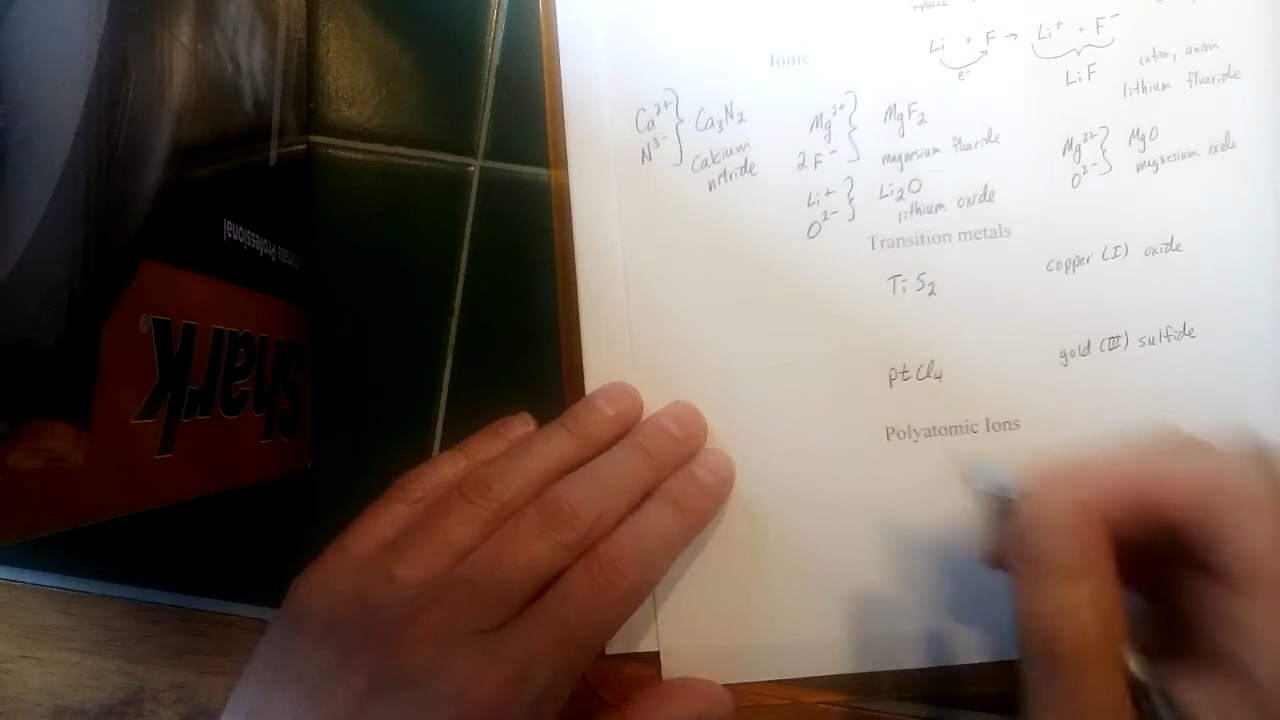 Li + F → Li⁺ + F⁻
e⁻
LiF
cation, anion
lithium fluoride
Ionic
Ca²⁺
N³⁻
Ca₃N₂
Calcium
nitride
Mg²⁺
2F⁻
MgF₂
magnesium fluoride
Mg²⁺
O²⁻
MgO
magnesium oxide
Li⁺
O²⁻
Li₂O
lithium oxide
Transition metals
TiS₂
copper (I) oxide
ptCl₄
gold (III) sulfide
Polyatomic Ions
Professional
Shark®